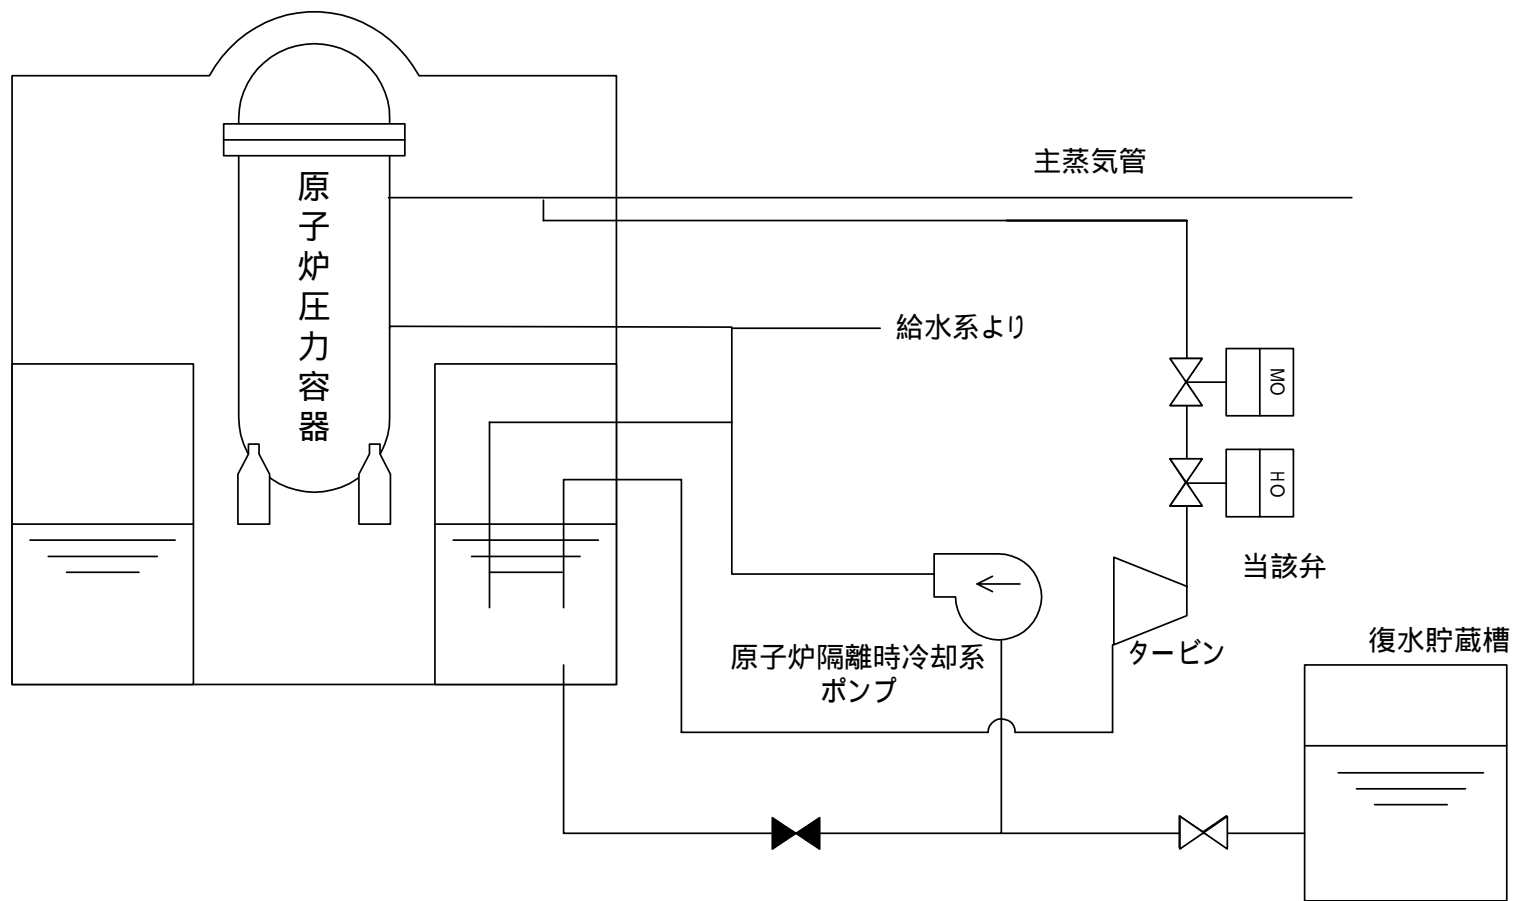 主蒸気管
原子炉圧力容器
給水系より
MO
HO
当該弁
原子炉隔離時冷却系
ポンプ
タービン
復水貯蔵槽